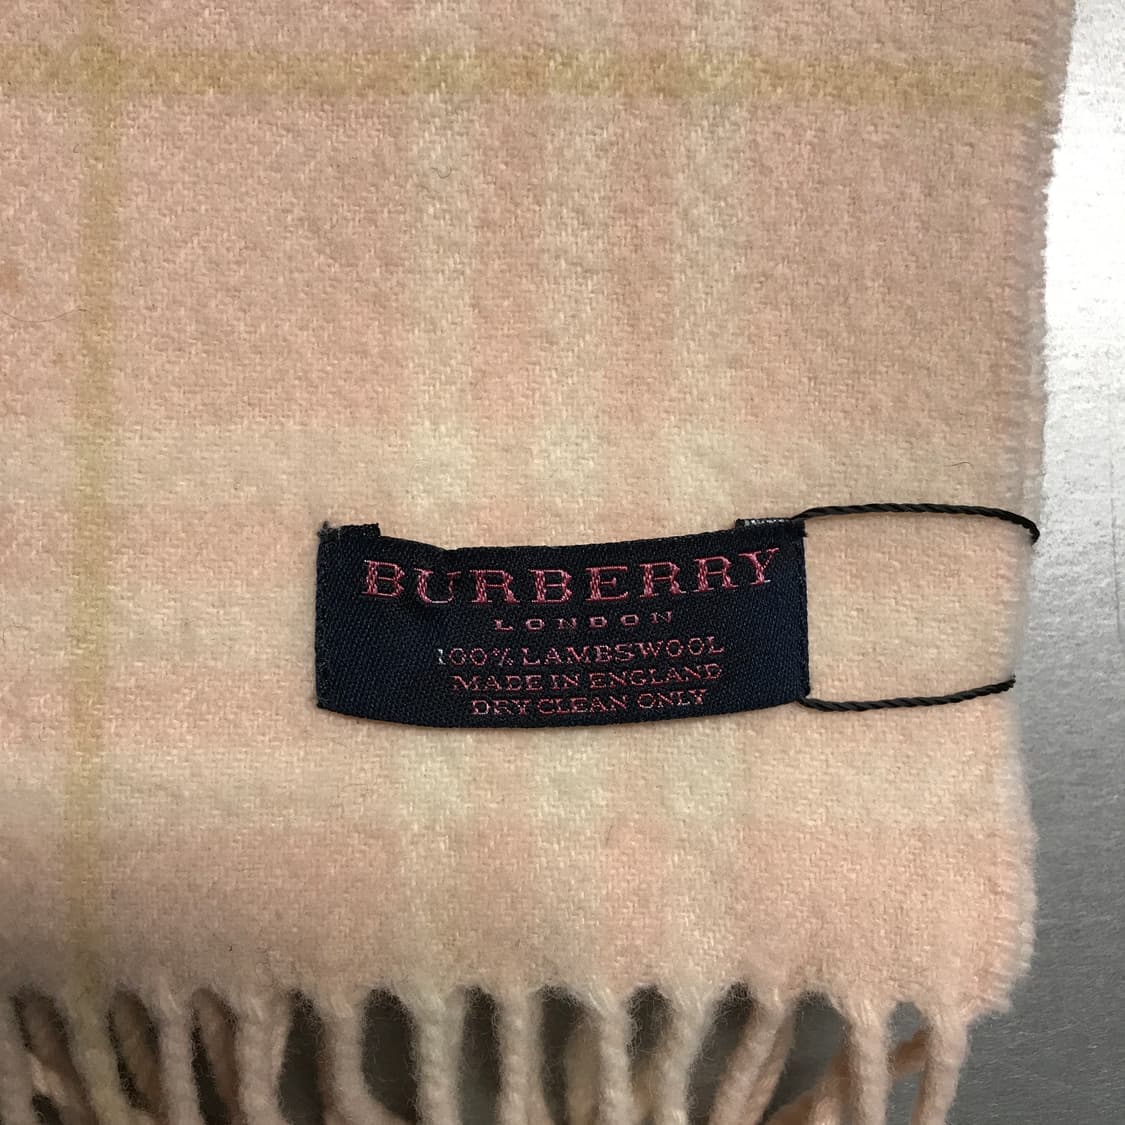 BURBERRY
LONDON
100% LAMBSWOOL
MADE IN ENGLAND
DRY CLEAN ONLY